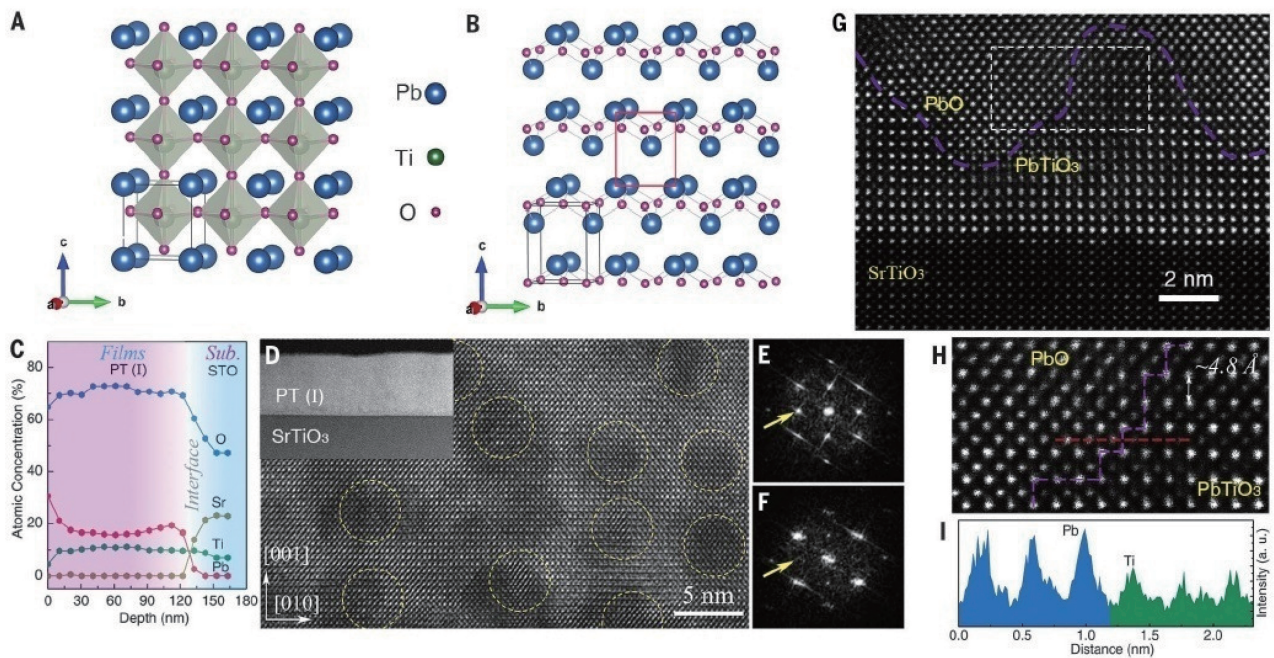 A
Pb
Ti
O
c
a
b
B
c
a
b
G
PbO
PbTiO3
SrTiO3
2 nm
C
Films
Sub.
PT (I)
STO
80
60
40
20
0
Atomic Concentration (%)
O
Interface
Sr
Ti
Pb
0 30 60 90 120 150 180
Depth (nm)
D
PT (I)
SrTiO3
[001]
[010]
5 nm
E
F
H
PbO
~4.8 Å
PbTiO3
I
Pb
Ti
Intensity (a. u.)
0.0 0.5 1.0 1.5 2.0
Distance (nm)